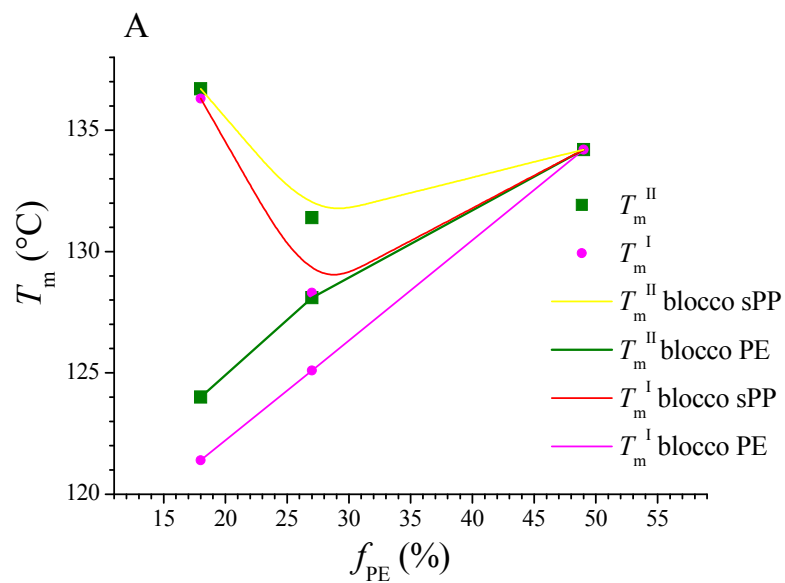 A
135
130
125
120
T_m (°C)
15 20 25 30 35 40 45 50 55
f_PE (%)
T_m^II
T_m^I
T_m^II blocco sPP
T_m^II blocco PE
T_m^I blocco sPP
T_m^I blocco PE